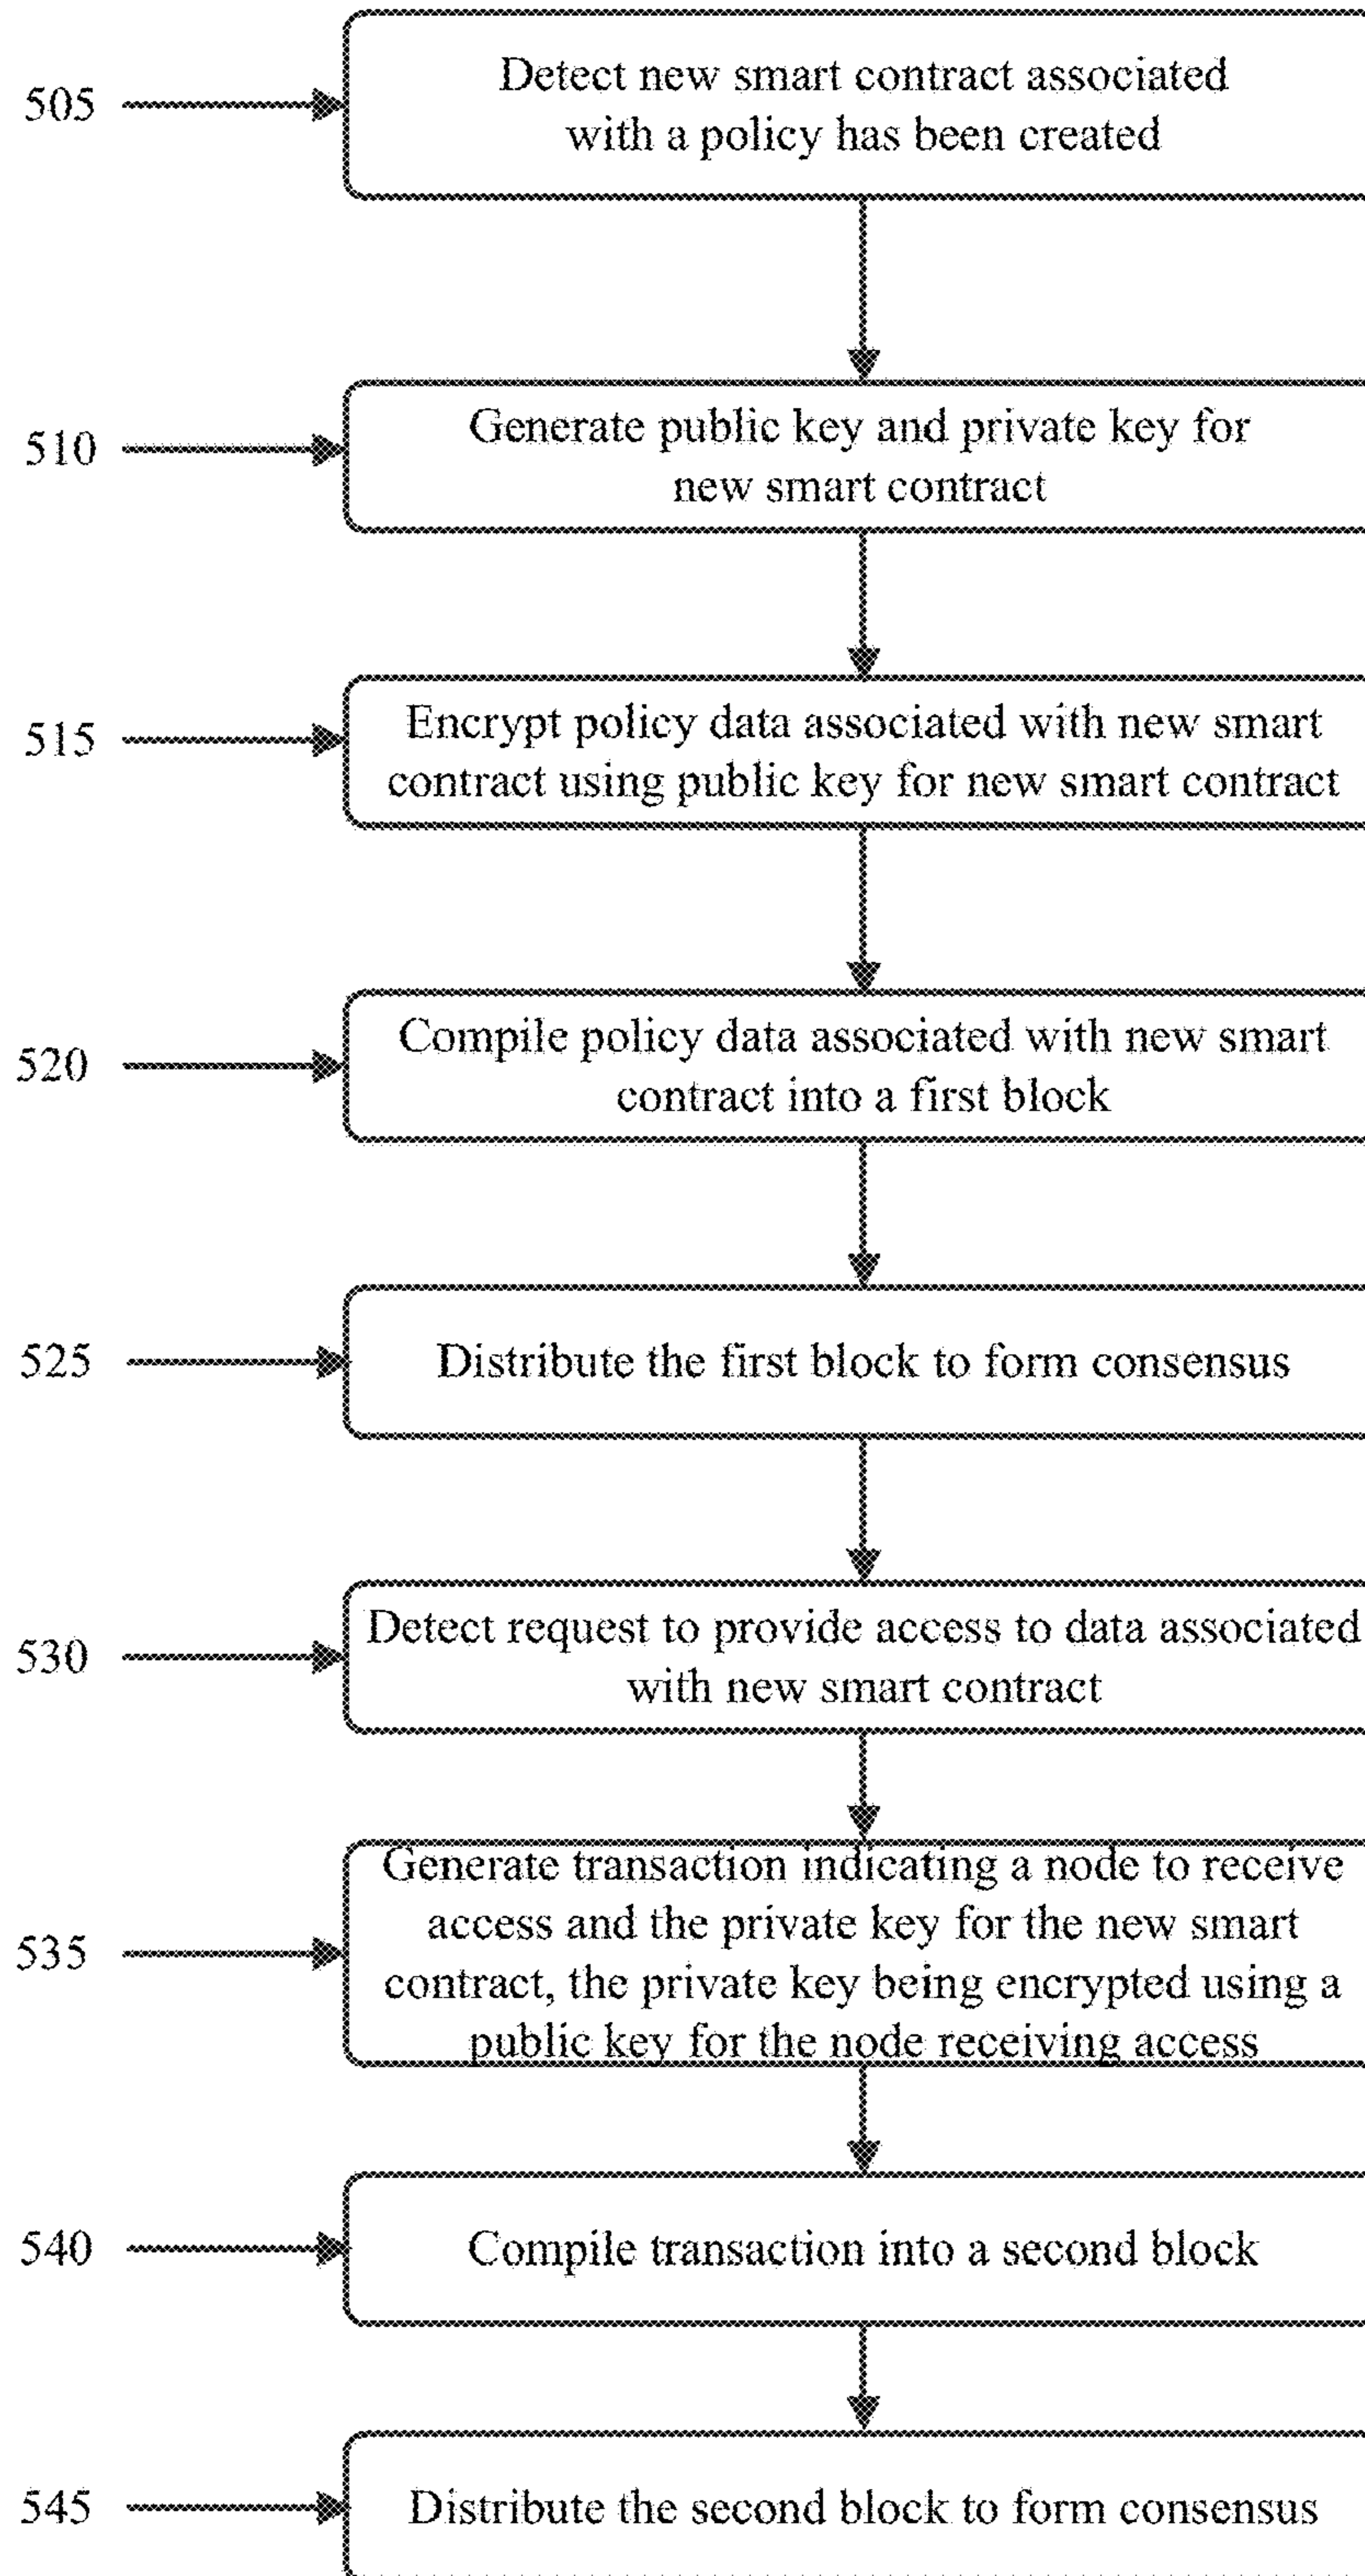 505
Detect new smart contract associated
with a policy has been created
510
Generate public key and private key for
new smart contract
515
Encrypt policy data associated with new smart
contract using public key for new smart contract
520
Compile policy data associated with new smart
contract into a first block
525
Distribute the first block to form consensus
530
Detect request to provide access to data associated
with new smart contract
535
Generate transaction indicating a node to receive
access and the private key for the new smart
contract, the private key being encrypted using a
public key for the node receiving access
540
Compile transaction into a second block
545
Distribute the second block to form consensus